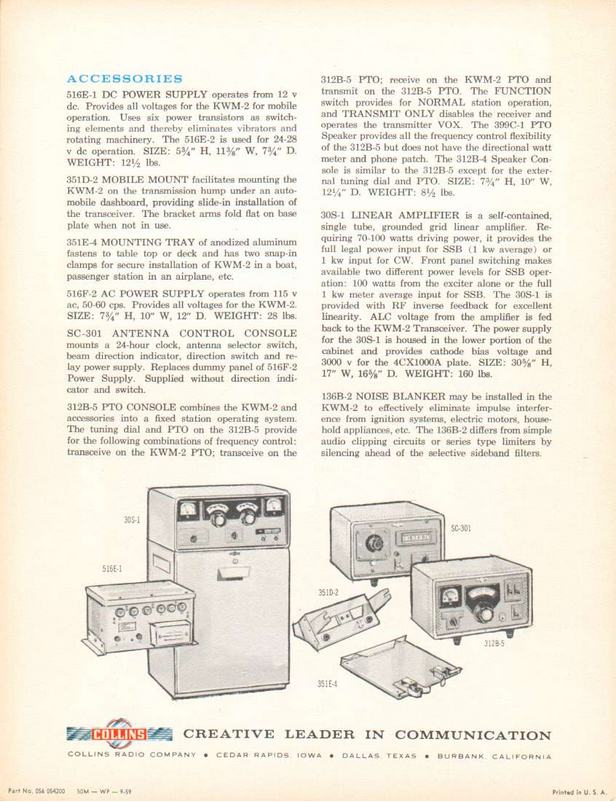 ACCESSORIES
516E-1 DC POWER SUPPLY operates from 12 v
dc. Provides all voltages for the KWM-2 for mobile
operation. Uses six power transistors as switch-
ing elements and thereby eliminates vibrators and
rotating machinery. The 516E-2 is used for 24-28
v dc operation. SIZE: 5¾" H, 11⅜" W, 7¾" D.
WEIGHT: 12½ lbs.
351D-2 MOBILE MOUNT facilitates mounting the
KWM-2 on the transmission hump under an auto-
mobile dashboard, providing slide-in installation of
the transceiver. The bracket arms fold flat on base
plate when not in use.
351E-4 MOUNTING TRAY of anodized aluminum
fastens to table top or deck and has two snap-in
clamps for secure installation of KWM-2 in a boat,
passenger station in an airplane, etc.
516F-2 AC POWER SUPPLY operates from 115 v
ac, 50-60 cps. Provides all voltages for the KWM-2.
SIZE: 7¾" H, 10" W, 12" D. WEIGHT: 28 lbs.
SC-301 ANTENNA CONTROL CONSOLE
mounts a 24-hour clock, antenna selector switch,
beam direction indicator, direction switch and re-
lay power supply. Replaces dummy panel of 516F-2
Power Supply. Supplied without direction indi-
cator and switch.
312B-5 PTO CONSOLE combines the KWM-2 and
accessories into a fixed station operating system.
The tuning dial and PTO on the 312B-5 provide
for the following combinations of frequency control:
transceive on the KWM-2 PTO; transceive on the
312B-5 PTO; receive on the KWM-2 PTO and
transmit on the 312B-5 PTO. The FUNCTION
switch provides for NORMAL station operation,
and TRANSMIT ONLY disables the receiver and
operates the transmitter VOX. The 399C-1 PTO
Speaker provides all the frequency control flexibility
of the 312B-5 but does not have the directional watt
meter and phone patch. The 312B-4 Speaker Con-
sole is similar to the 312B-5 except for the exter-
nal tuning dial and PTO. SIZE: 7¾" H, 10" W,
12¼" D. WEIGHT: 8½ lbs.
30S-1 LINEAR AMPLIFIER is a self-contained,
single tube, grounded grid linear amplifier. Re-
quiring 70-100 watts driving power, it provides the
full legal power input for SSB (1 kw average) or
1 kw input for CW. Front panel switching makes
available two different power levels for SSB oper-
ation: 100 watts from the exciter alone or the full
1 kw meter average input for SSB. The 30S-1 is
provided with RF inverse feedback for excellent
linearity. ALC voltage from the amplifier is fed
back to the KWM-2 Transceiver. The power supply
for the 30S-1 is housed in the lower portion of the
cabinet and provides cathode bias voltage and
3000 v for the 4CX1000A plate. SIZE: 30⅝" H,
17" W, 16⅝" D. WEIGHT: 160 lbs.
136B-2 NOISE BLANKER may be installed in the
KWM-2 to effectively eliminate impulse interfer-
ence from ignition systems, electric motors, house-
hold appliances, etc. The 136B-2 differs from simple
audio clipping circuits or series type limiters by
silencing ahead of the selective sideband filters.
30S-1
SC-301
516E-1
351D-2
312B-5
351E-4
COLLINS
CREATIVE LEADER IN COMMUNICATION
COLLINS RADIO COMPANY • CEDAR RAPIDS, IOWA • DALLAS, TEXAS • BURBANK, CALIFORNIA
Part No. 056 054200 50M — WP — 9-59
Printed in U. S. A.